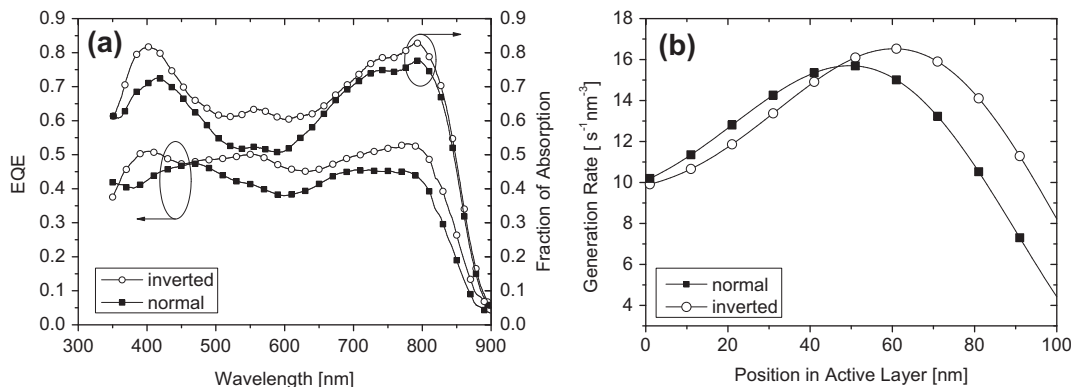 (a)
0.9
0.8
0.7
0.6
0.5
0.4
0.3
0.2
0.1
0.0
EQE
0.9
0.8
0.7
0.6
0.5
0.4
0.3
0.2
0.1
0.0
Fraction of Absorption
inverted
normal
300 400 500 600 700 800 900
Wavelength [nm]
(b)
18
16
14
12
10
8
6
4
Generation Rate [ s⁻¹nm⁻³]
normal
inverted
0 20 40 60 80 100
Position in Active Layer [nm]